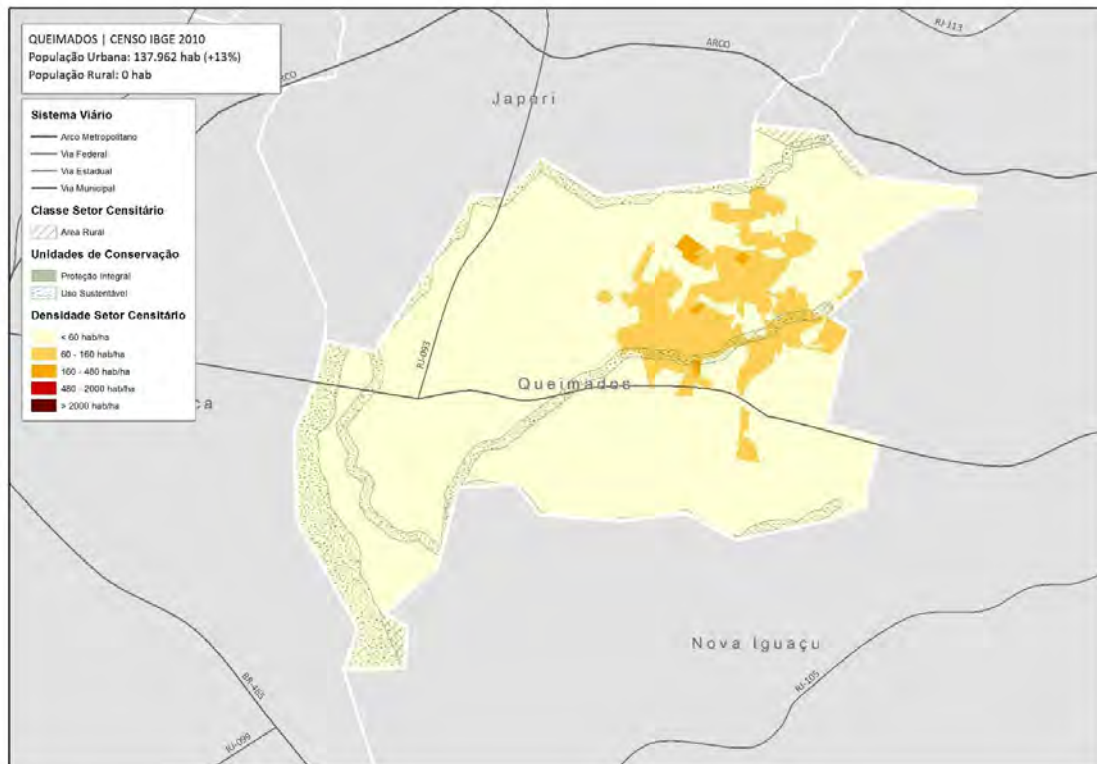 QUEIMADOS | CENSO IBGE 2010
População Urbana: 137.962 hab (+13%)
População Rural: 0 hab
Sistema Viário
Arco Metropolitano
Via Federal
Via Estadual
Via Municipal
Classe Setor Censitário
Area Rural
Unidades de Conservação
Proteção Integral
Uso Sustentável
Densidade Setor Censitário
< 60 hab/ha
60 - 160 hab/ha
160 - 480 hab/ha
480 - 2000 hab/ha
> 2000 hab/ha
RJ-113
ARCO
Japeri
RJ-093
Queimados
Nova Iguaçu
RJ-105
BR-465
RJ-099